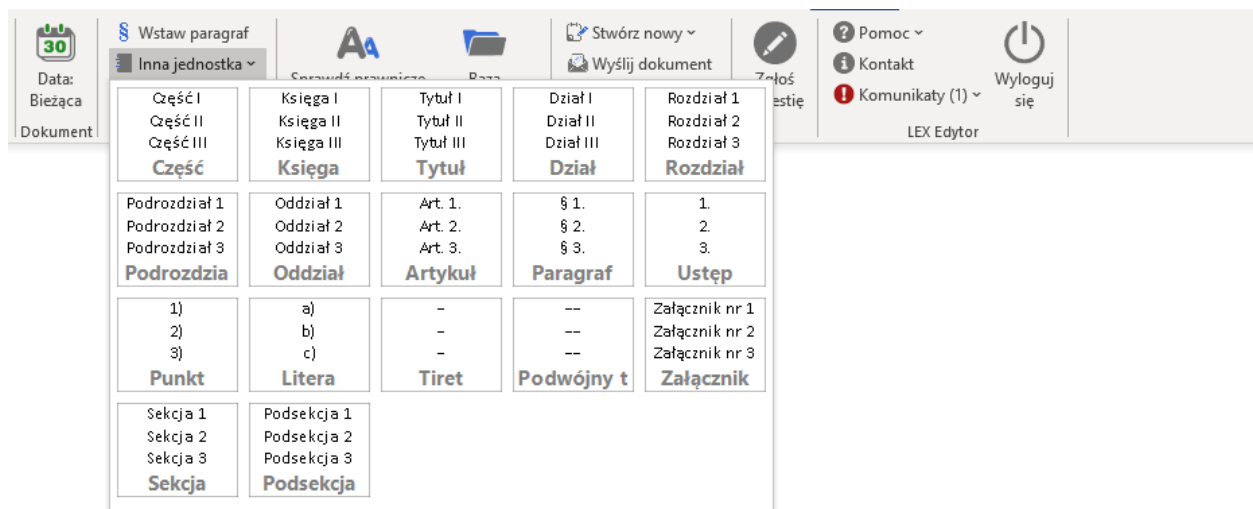 30
Data:
Bieżąca
Dokument
§ Wstaw paragraf
Inna jednostka
Stwórz nowy
Wyślij dokument
Pomoc
Kontakt
Komunikaty (1)
Wyloguj
się
LEX Edytor
Część I
Część II
Część III
Część
Księga I
Księga II
Księga III
Księga
Tytuł I
Tytuł II
Tytuł III
Tytuł
Dział I
Dział II
Dział III
Dział
Rozdział 1
Rozdział 2
Rozdział 3
Rozdział
Podrozdział 1
Podrozdział 2
Podrozdział 3
Podrozdzia
Oddział 1
Oddział 2
Oddział 3
Oddział
Art. 1.
Art. 2.
Art. 3.
Artykuł
§ 1.
§ 2.
§ 3.
Paragraf
1.
2.
3.
Ustęp
1)
2)
3)
Punkt
a)
b)
c)
Litera
–
–
–
Tiret
––
––
––
Podwójny t
Załącznik nr 1
Załącznik nr 2
Załącznik nr 3
Załącznik
Sekcja 1
Sekcja 2
Sekcja 3
Sekcja
Podsekcja 1
Podsekcja 2
Podsekcja 3
Podsekcja